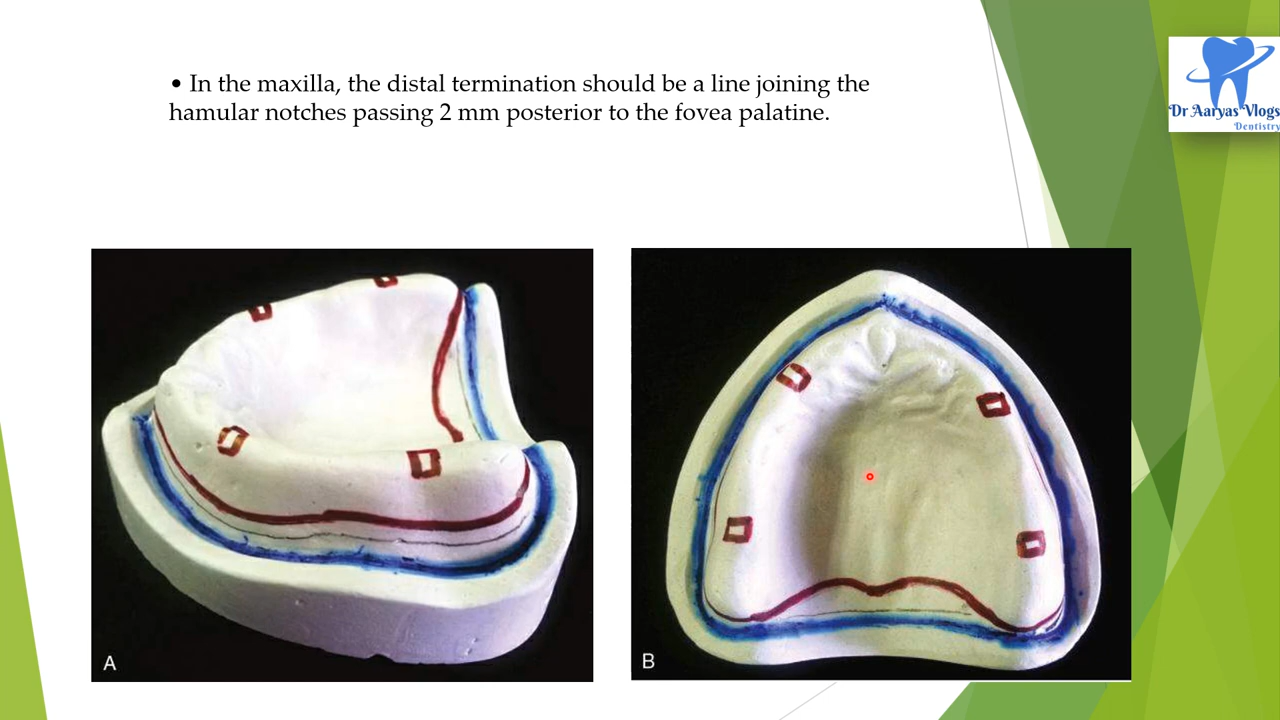 • In the maxilla, the distal termination should be a line joining the
hamular notches passing 2 mm posterior to the fovea palatine.
Dr Aaryas Vlogs
Dentistry
A
B